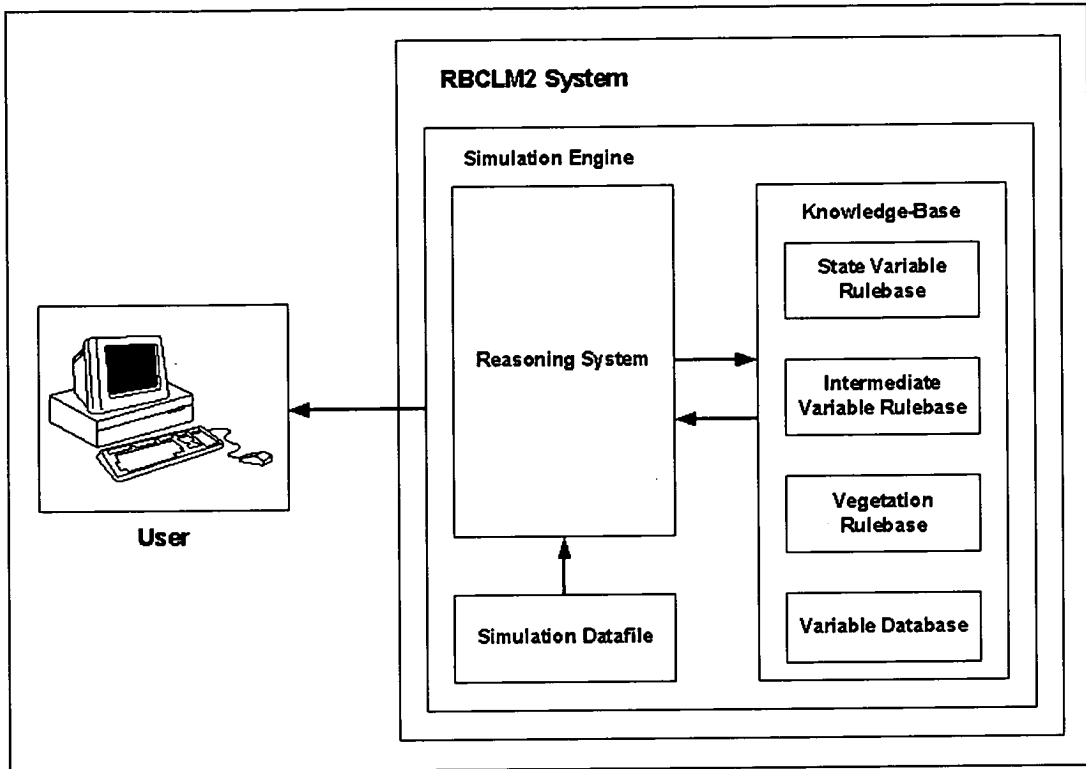 RBCLM2 System
Simulation Engine
Knowledge-Base
State Variable
Rulebase
Reasoning System
Intermediate
Variable Rulebase
Vegetation
Rulebase
User
Simulation Datafile
Variable Database